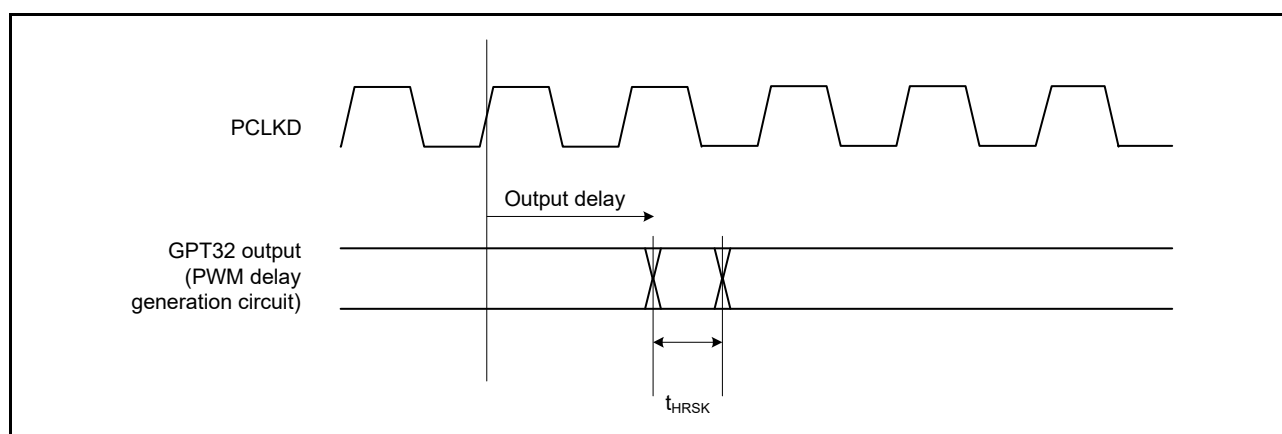 PCLKD
Output delay
GPT32 output
(PWM delay
generation circuit)
tHRSK